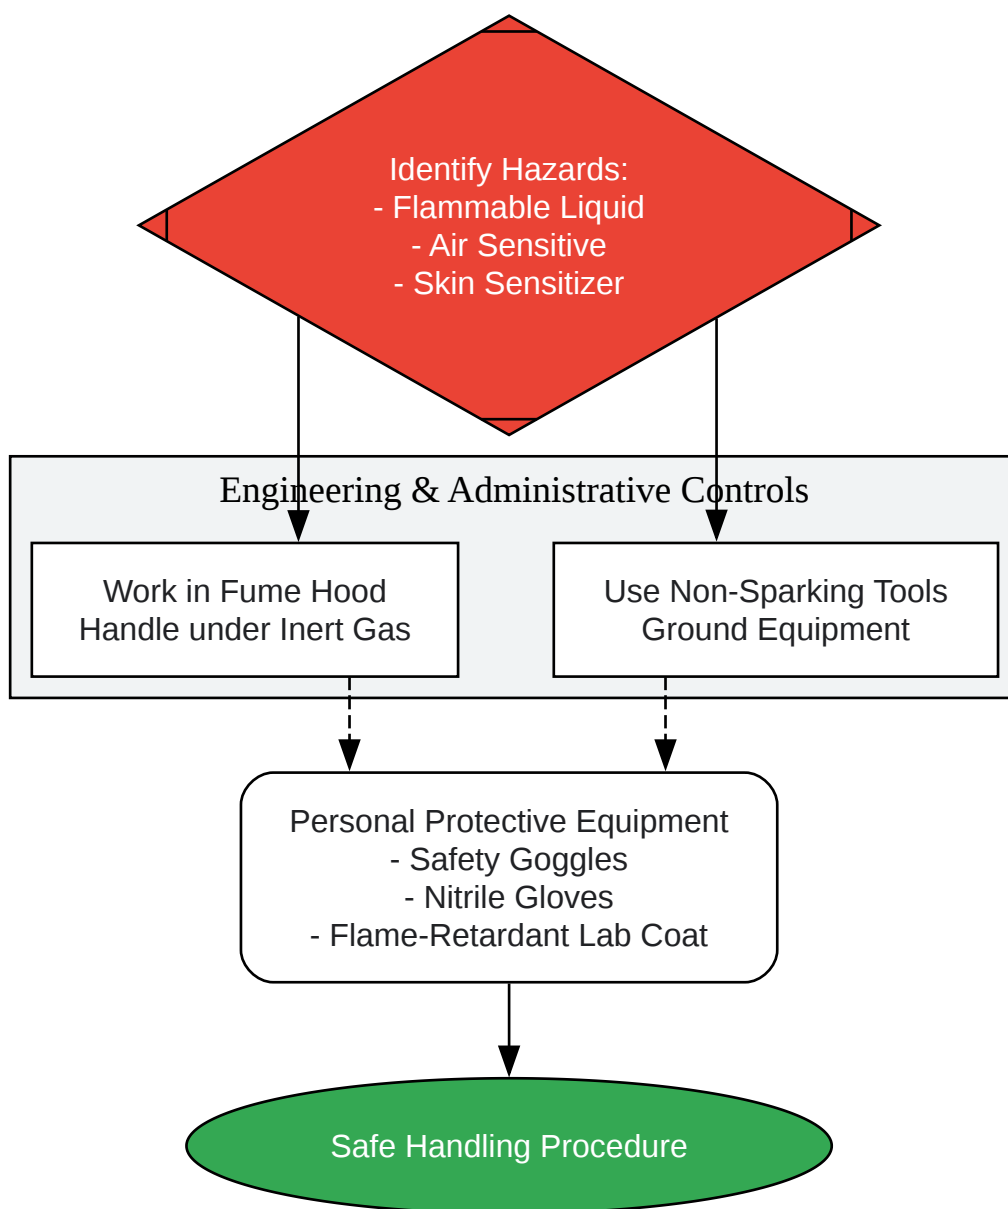 Identify Hazards:
- Flammable Liquid
- Air Sensitive
- Skin Sensitizer
Engineering & Administrative Controls
Work in Fume Hood
Handle under Inert Gas
Use Non-Sparking Tools
Ground Equipment
Personal Protective Equipment
- Safety Goggles
- Nitrile Gloves
- Flame-Retardant Lab Coat
Safe Handling Procedure